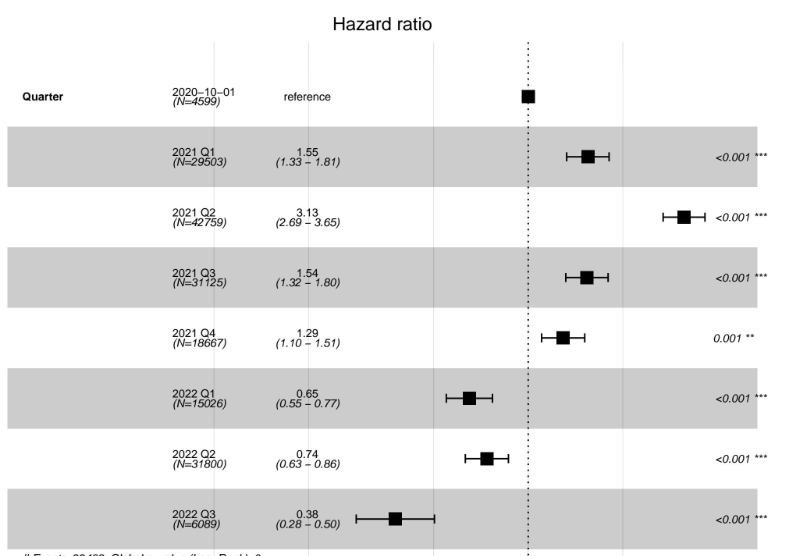 Hazard ratio
Quarter
2020−10−01
(N=4599)
reference
2021 Q1
(N=29503)
1.55
(1.33 − 1.81)
<0.001 ***
2021 Q2
(N=42759)
3.13
(2.69 − 3.65)
<0.001 ***
2021 Q3
(N=31125)
1.54
(1.32 − 1.80)
<0.001 ***
2021 Q4
(N=18667)
1.29
(1.10 − 1.51)
0.001 **
2022 Q1
(N=15026)
0.65
(0.55 − 0.77)
<0.001 ***
2022 Q2
(N=31800)
0.74
(0.63 − 0.86)
<0.001 ***
2022 Q3
(N=6089)
0.38
(0.28 − 0.50)
<0.001 ***